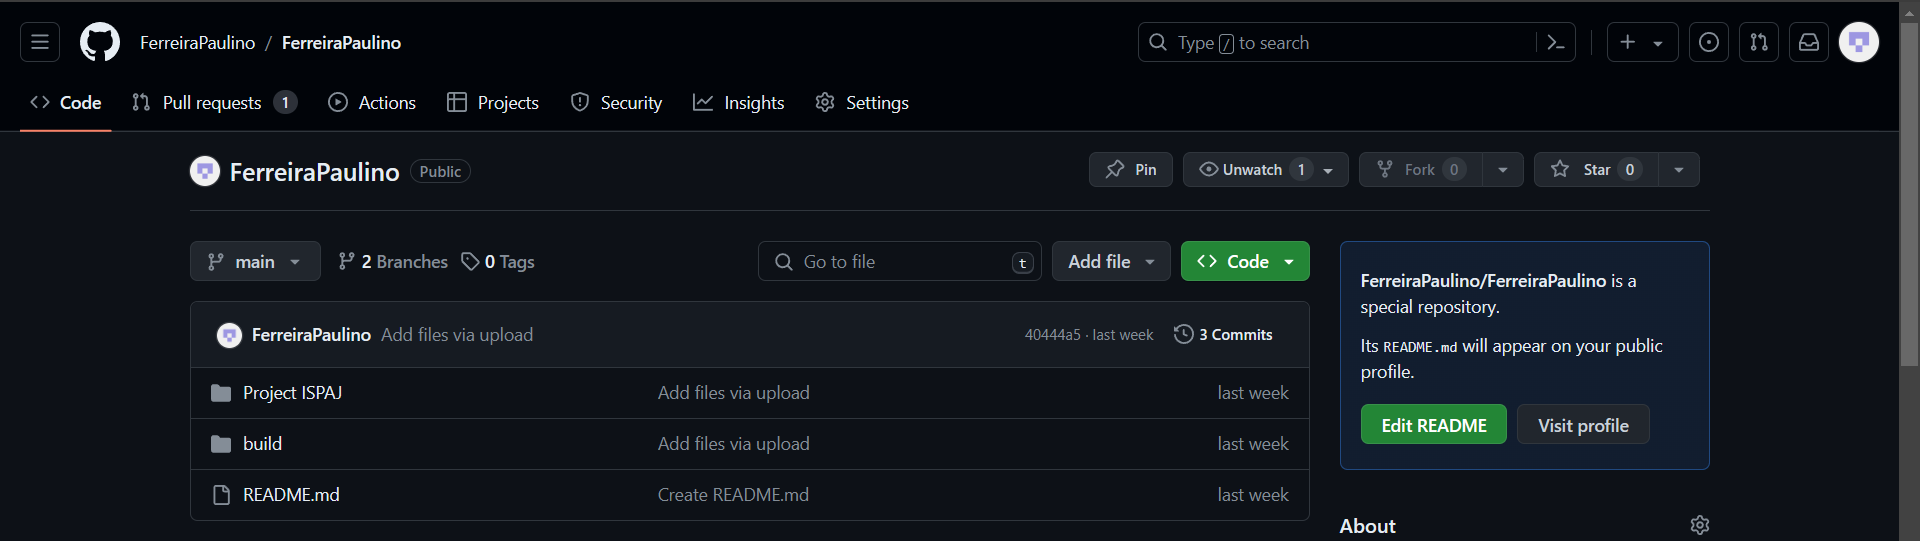 FerreiraPaulino / FerreiraPaulino
Type / to search
Code
Pull requests 1
Actions
Projects
Security
Insights
Settings
FerreiraPaulino Public
Pin
Unwatch 1
Fork 0
Star 0
main
2 Branches
0 Tags
Go to file t
Add file
Code
FerreiraPaulino Add files via upload 40444a5 · last week 3 Commits
Project ISPAJ Add files via upload last week
build Add files via upload last week
README.md Create README.md last week
FerreiraPaulino/FerreiraPaulino is a
special repository.
Its README.md will appear on your public
profile.
Edit README
Visit profile
About